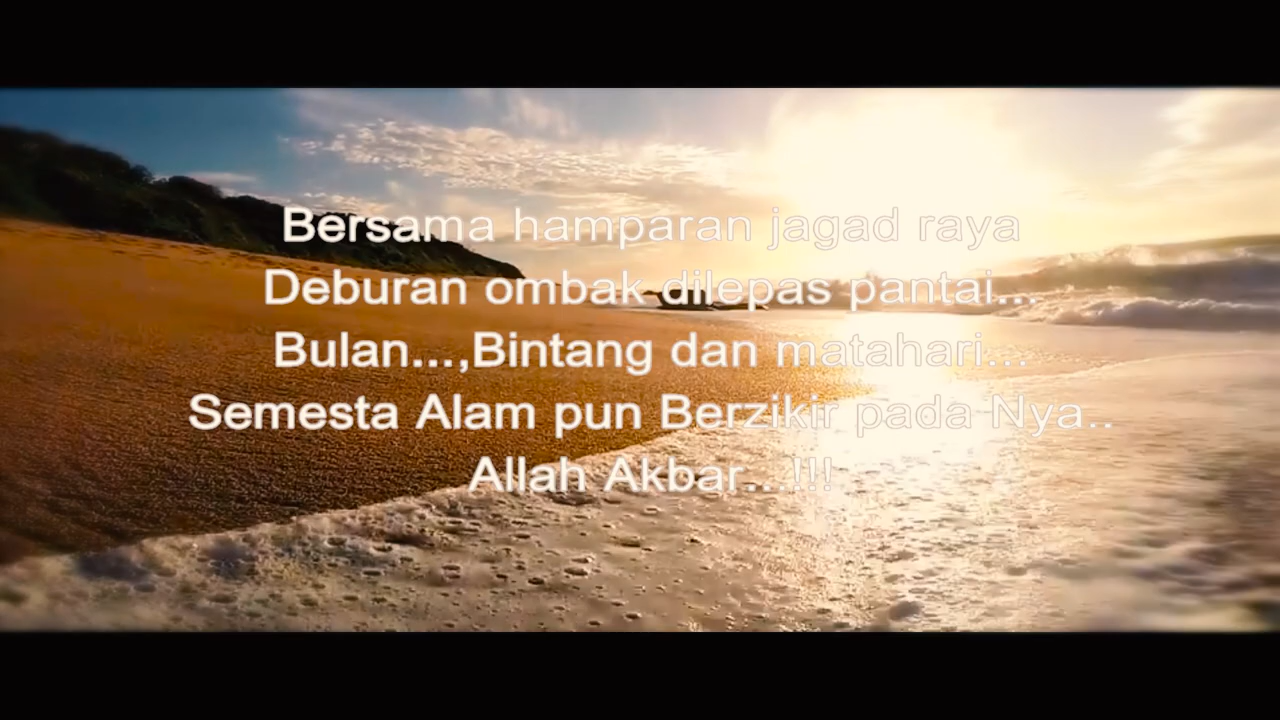 Bersama hamparan jagad raya
Deburan ombak dilepas pantai...
Bulan...,Bintang dan matahari...
Semesta Alam pun Berzikir pada Nya..
Allah Akbar...!!!